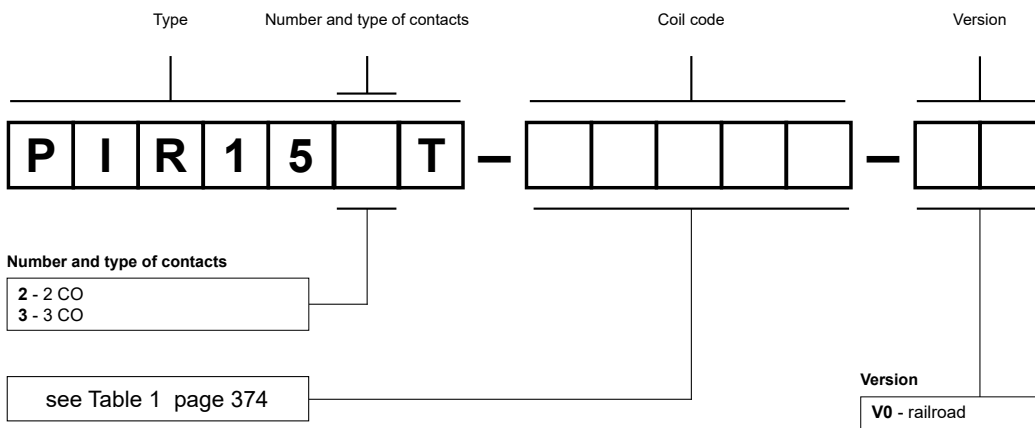 Type Number and type of contacts Coil code Version
P I R 1 5 T – –
Number and type of contacts
2 - 2 CO
3 - 3 CO
see Table 1 page 374
Version
V0 - railroad